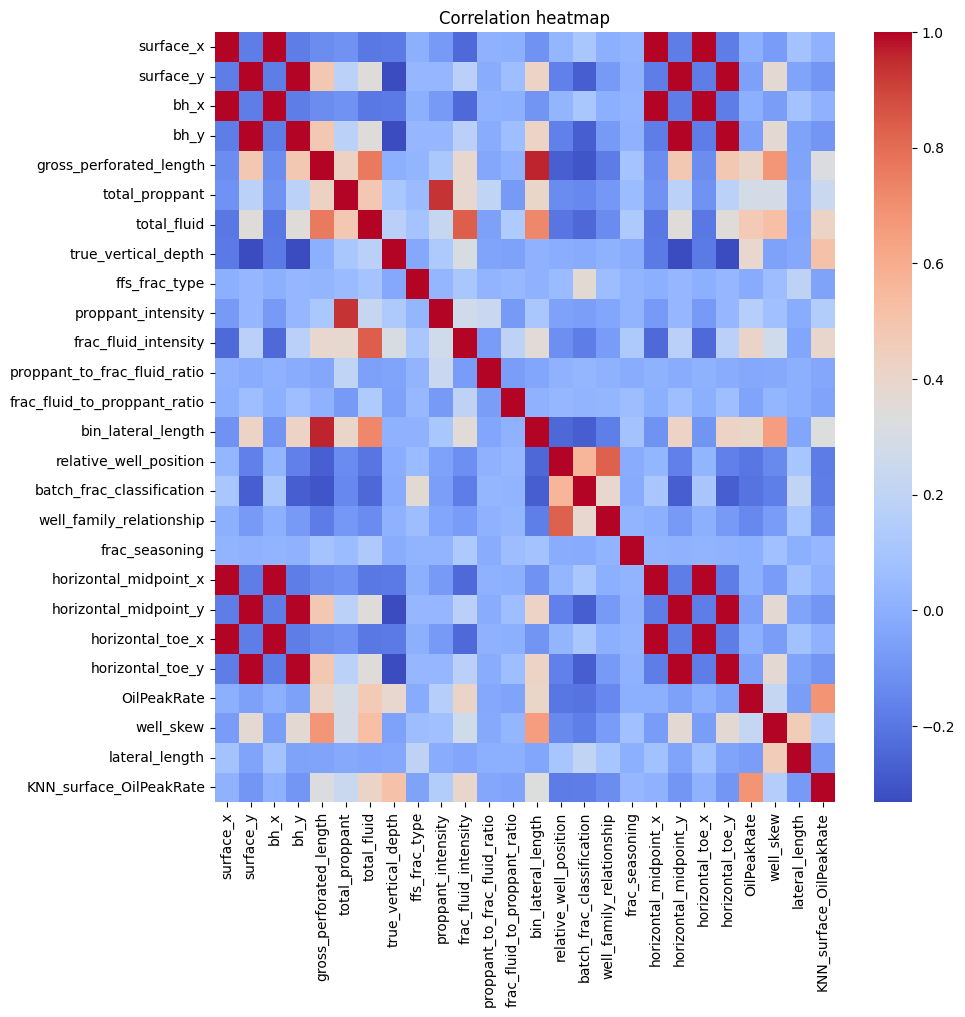 Correlation heatmap
surface_x
surface_y
bh_x
bh_y
gross_perforated_length
total_proppant
total_fluid
true_vertical_depth
ffs_frac_type
proppant_intensity
frac_fluid_intensity
proppant_to_frac_fluid_ratio
frac_fluid_to_proppant_ratio
bin_lateral_length
relative_well_position
batch_frac_classification
well_family_relationship
frac_seasoning
horizontal_midpoint_x
horizontal_midpoint_y
horizontal_toe_x
horizontal_toe_y
OilPeakRate
well_skew
lateral_length
KNN_surface_OilPeakRate
surface_x
surface_y
bh_x
bh_y
gross_perforated_length
total_proppant
total_fluid
true_vertical_depth
ffs_frac_type
proppant_intensity
frac_fluid_intensity
proppant_to_frac_fluid_ratio
frac_fluid_to_proppant_ratio
bin_lateral_length
relative_well_position
batch_frac_classification
well_family_relationship
frac_seasoning
horizontal_midpoint_x
horizontal_midpoint_y
horizontal_toe_x
horizontal_toe_y
OilPeakRate
well_skew
lateral_length
KNN_surface_OilPeakRate
1.0
0.8
0.6
0.4
0.2
0.0
−0.2